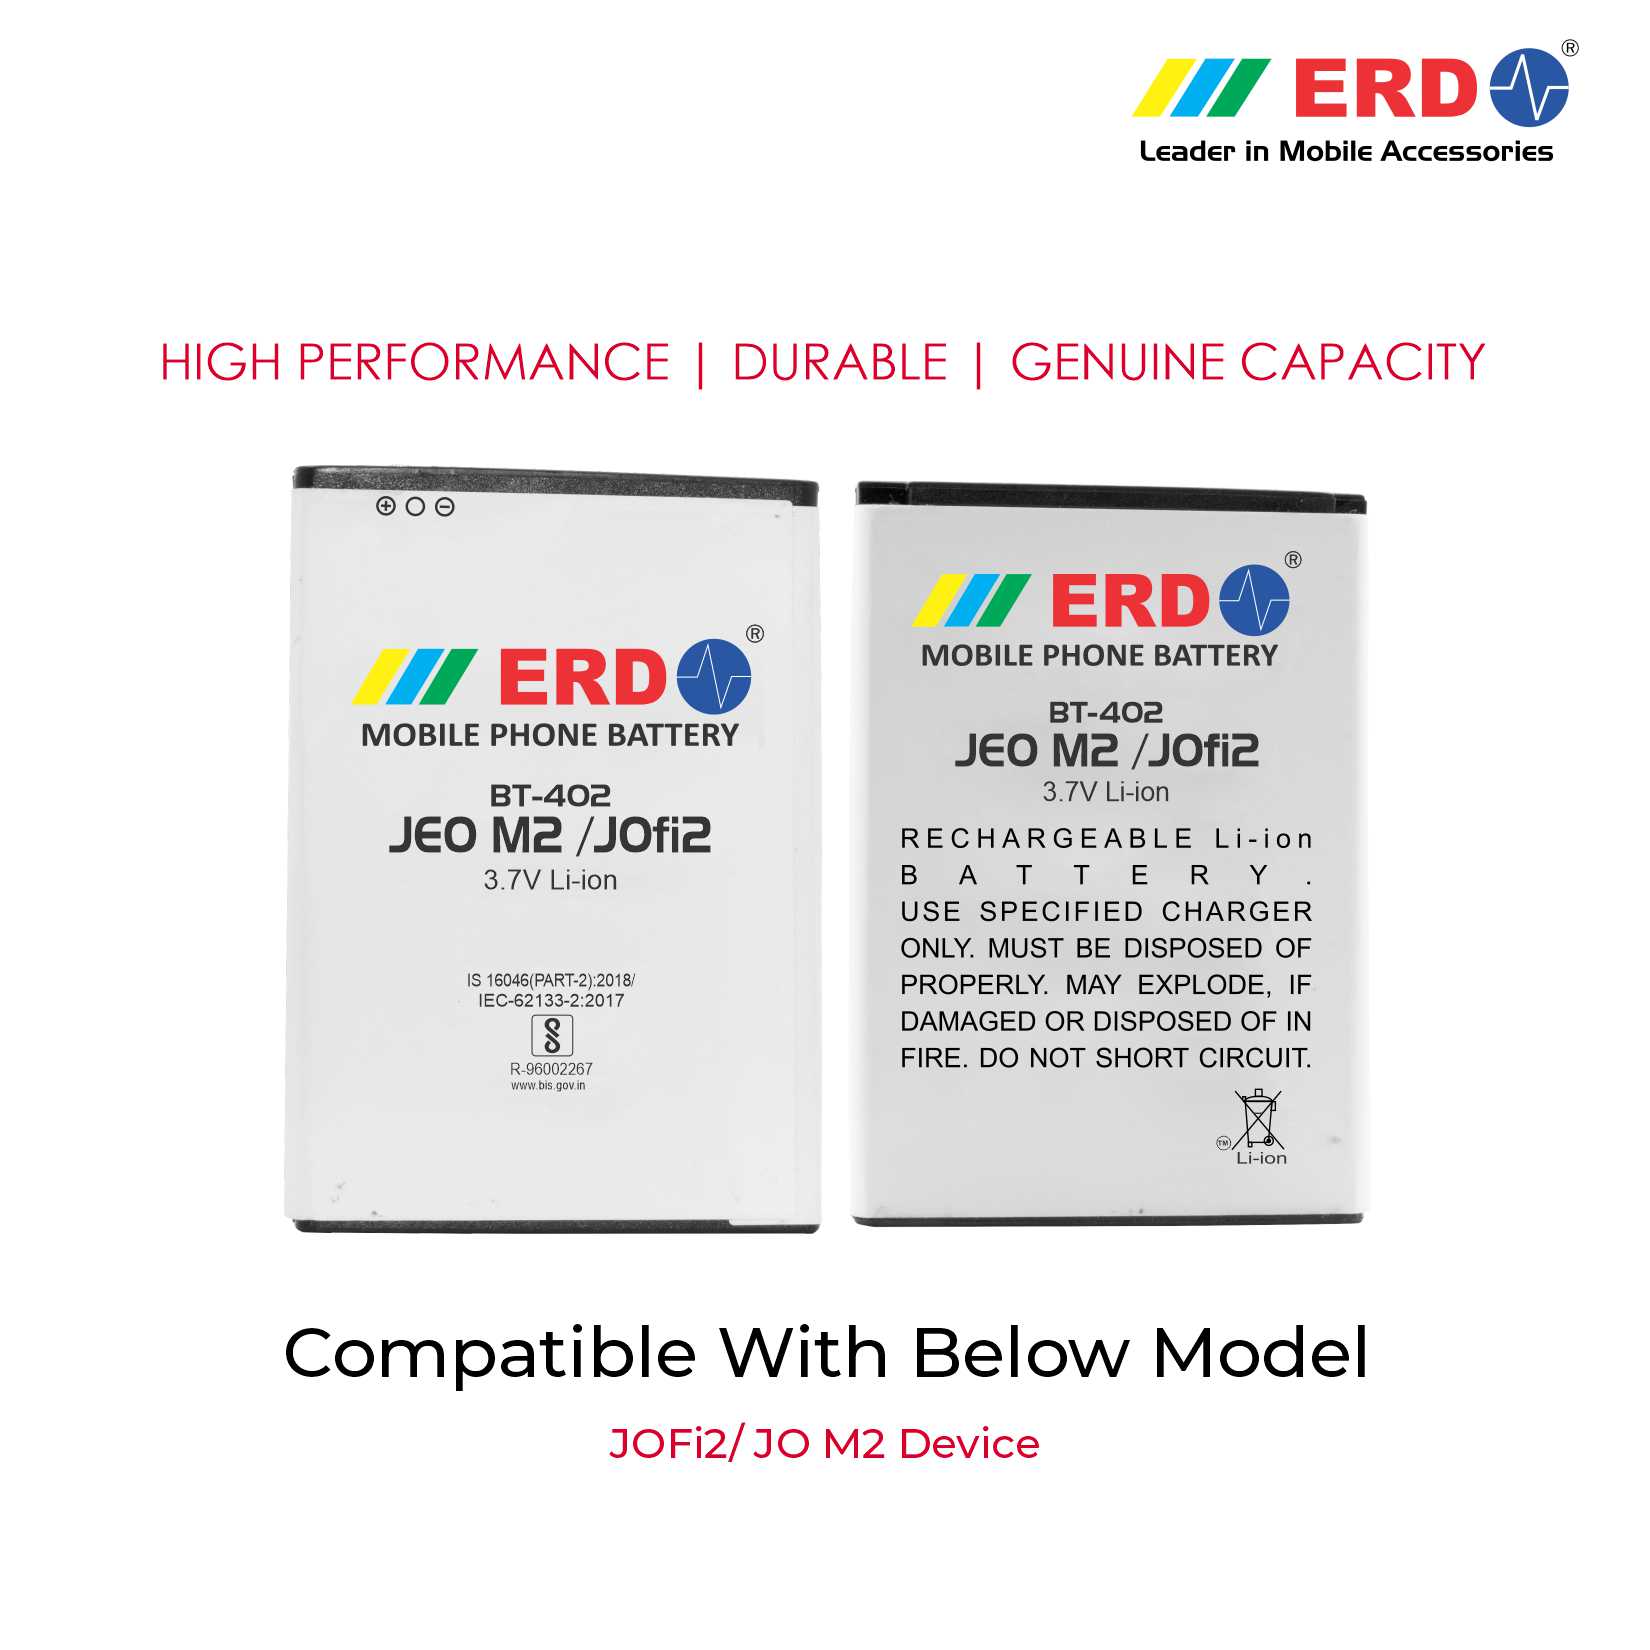 ERD ®
Leader in Mobile Accessories
HIGH PERFORMANCE | DURABLE | GENUINE CAPACITY
ERD ®
MOBILE PHONE BATTERY
BT-402
JEO M2 /JOfi2
3.7V Li-ion
IS 16046(PART-2):2018/
IEC-62133-2:2017
R-96002267
www.bis.gov.in
ERD ®
MOBILE PHONE BATTERY
BT-402
JEO M2 /JOfi2
3.7V Li-ion
RECHARGEABLE Li-ion
BATTERY.
USE SPECIFIED CHARGER
ONLY. MUST BE DISPOSED OF
PROPERLY. MAY EXPLODE, IF
DAMAGED OR DISPOSED OF IN
FIRE. DO NOT SHORT CIRCUIT.
TM
Li-ion
Compatible With Below Model
JOFi2/ JO M2 Device